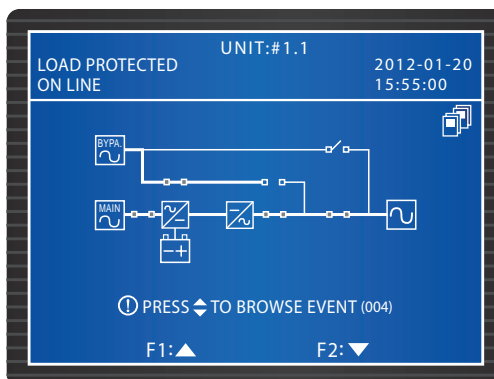 UNIT:#1.1
LOAD PROTECTED
ON LINE
2012-01-20
15:55:00
BYPA.
MAIN
PRESS TO BROWSE EVENT (004)
F1: F2: